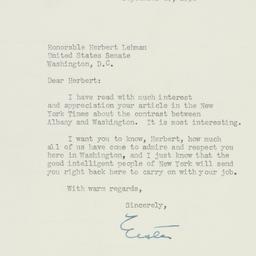 Honorable Herbert Lehman
United States Senate
Washington, D.C.
Dear Herbert:
I have read with much interest
and appreciation your article in the New
York Times about the contrast between
Albany and Washington. It is most interesting.
I want you to know, Herbert, how much
all of us have come to admire and respect you
here in Washington, and I just know that the
good intelligent people of New York will send
you right back here to carry on with your job.
With warm regards,
Sincerely,